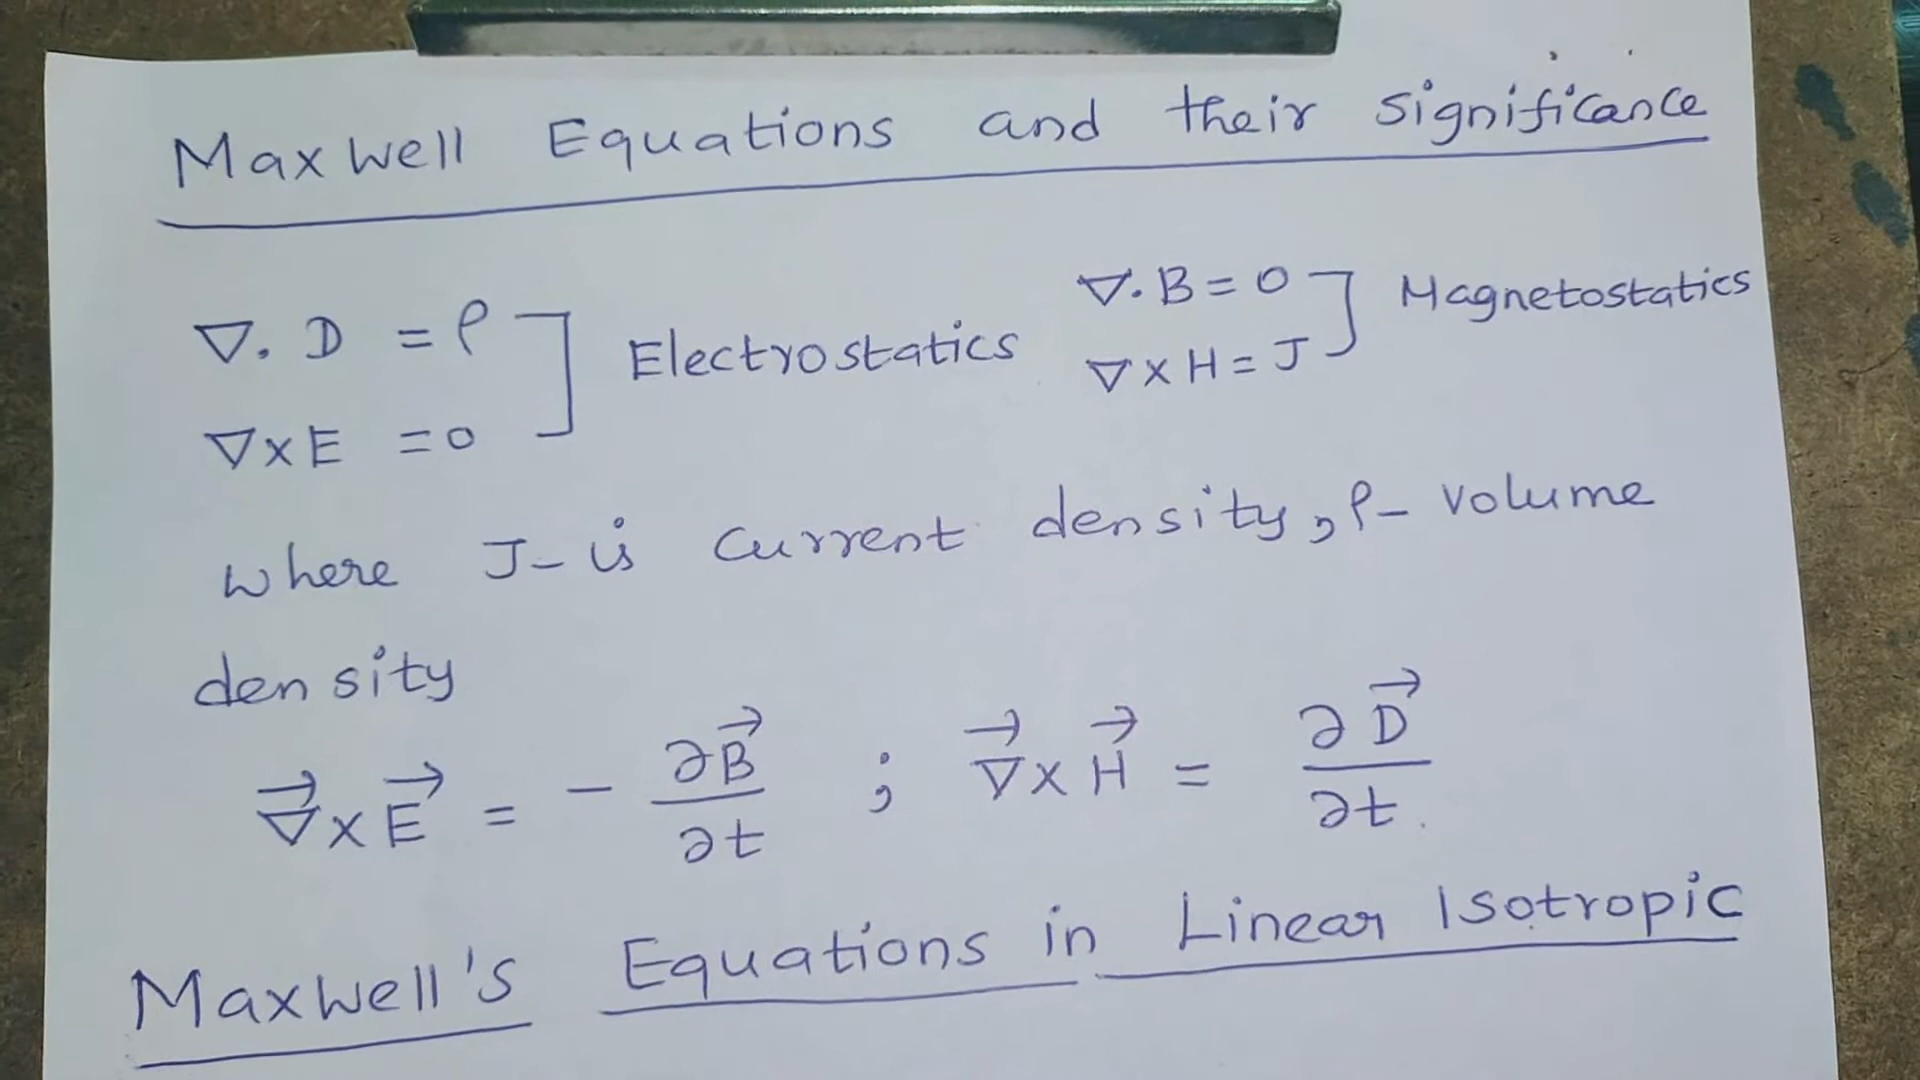 Maxwell Equations and their significance
∇. D = ρ ] Electrostatics
∇×E = 0
∇. B = 0 ] Magnetostatics
∇×H = J
where J- is current density, ρ- volume
density
∇⃗×E⃗ = - ∂B⃗/∂t ; ∇⃗×H⃗ = ∂D⃗/∂t
Maxwell's Equations in Linear Isotropic